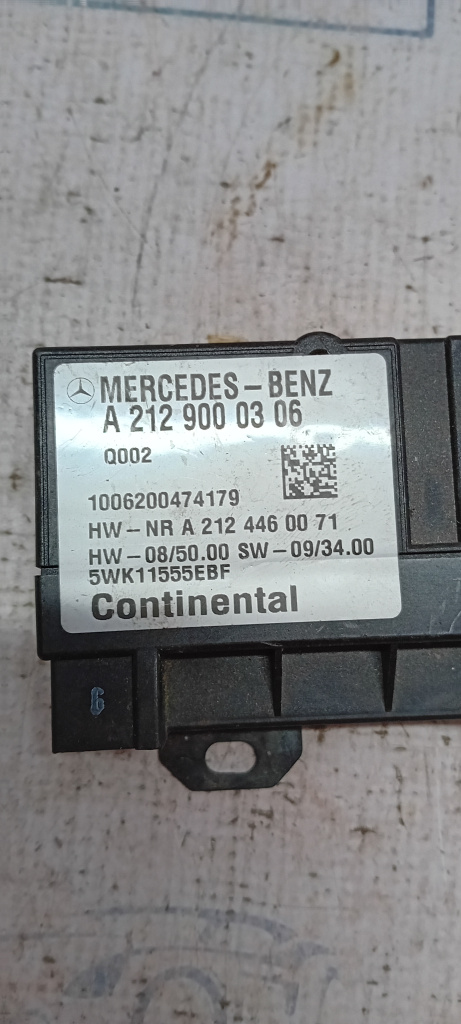 MERCEDES-BENZ
A 212 900 03 06
Q002
1006200474179
HW-NR A 212 446 00 71
HW-08/50.00 SW-09/34.00
5WK11555EBF
Continental
6